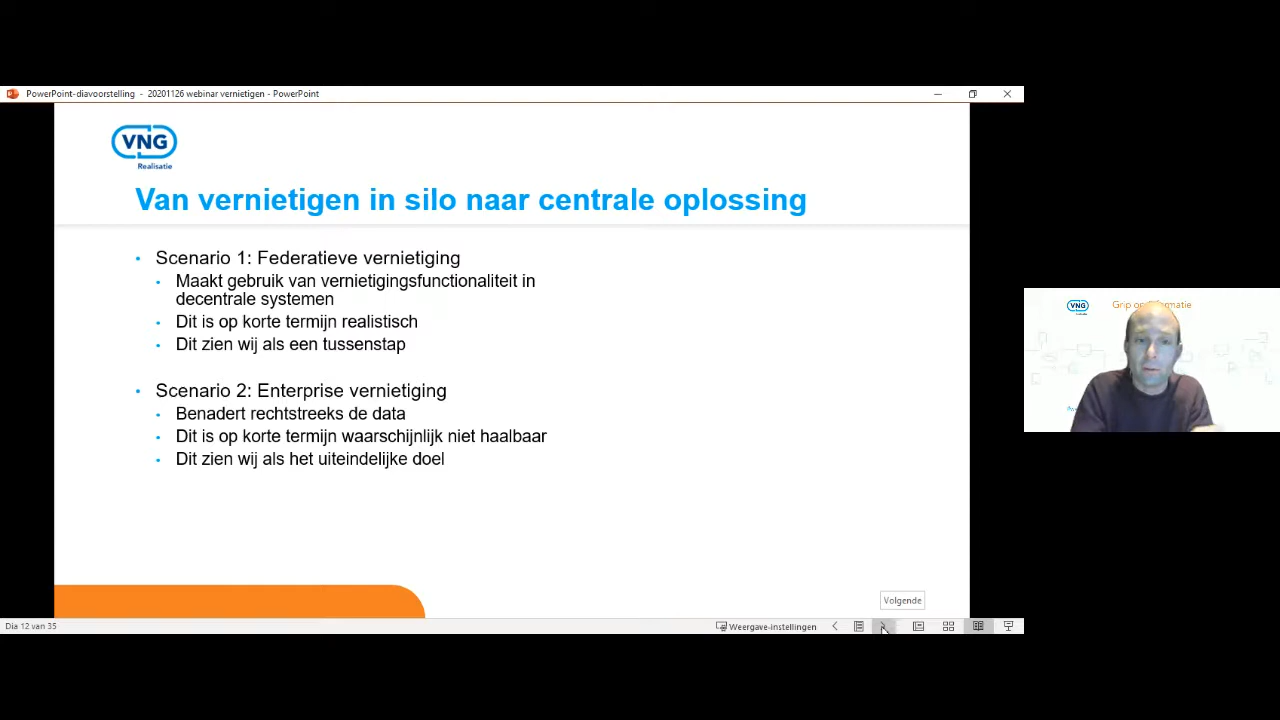 PowerPoint-diavoorstelling - 20201126 webinar vernietigen - PowerPoint
VNG
Realisatie
Van vernietigen in silo naar centrale oplossing
Scenario 1: Federatieve vernietiging
Maakt gebruik van vernietigingsfunctionaliteit in
decentrale systemen
Dit is op korte termijn realistisch
Dit zien wij als een tussenstap
Scenario 2: Enterprise vernietiging
Benadert rechtstreeks de data
Dit is op korte termijn waarschijnlijk niet haalbaar
Dit zien wij als het uiteindelijke doel
Volgende
Dia 12 van 35
Weergave-instellingen
VNG
Grip op